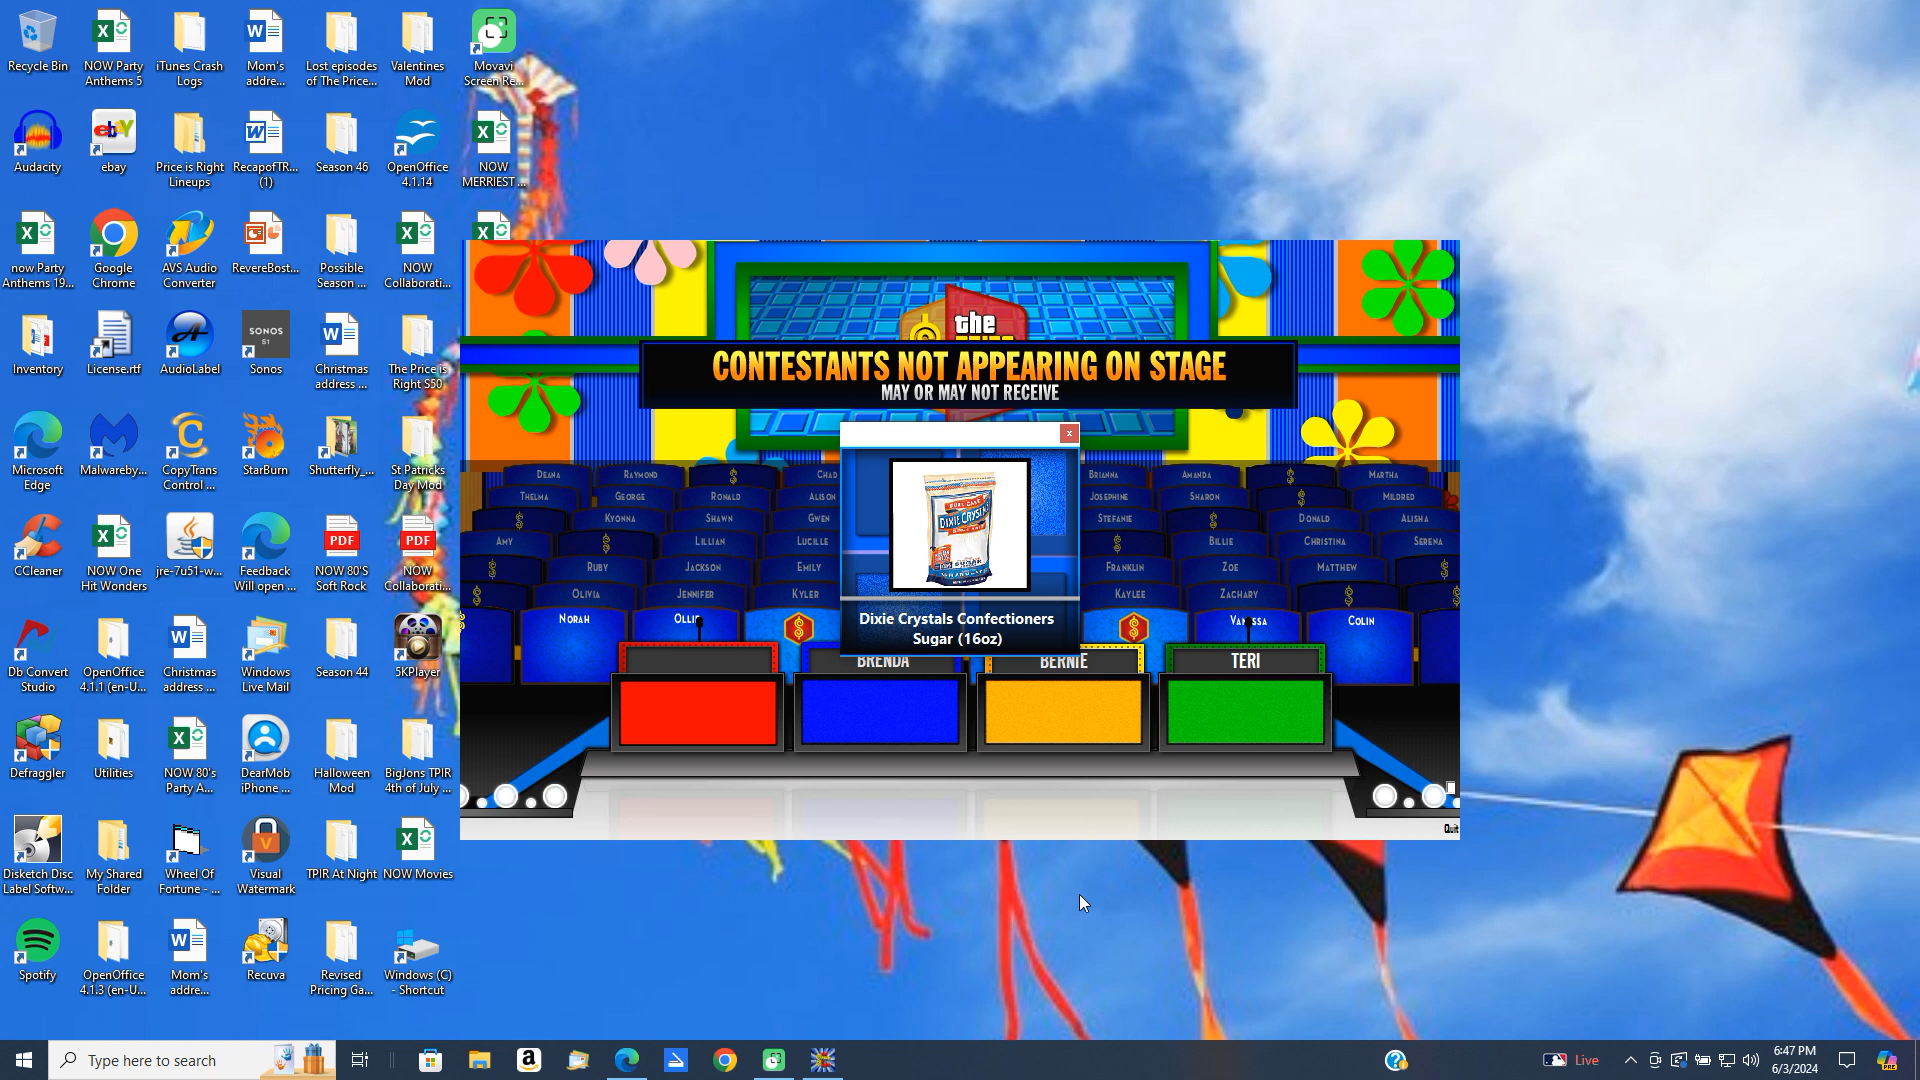 Recycle Bin
NOW Party
Anthems 5
iTunes Crash
Logs
Mom's
addre...
Lost episodes
of The Price...
Valentines
Mod
Movavi
Screen Re...
Audacity
ebay
Price is Right
Lineups
RecapofTR...
(1)
Season 46
OpenOffice
4.1.14
NOW
MERRIEST ...
now Party
Anthems 19...
Google
Chrome
AVS Audio
Converter
RevereBost...
Possible
Season ...
NOW
Collaborati...
Inventory
License.rtf
AudioLabel
SONOS
S1
Sonos
Christmas
address ...
The Price is
Right S50
Microsoft
Edge
Malwareby...
CopyTrans
Control ...
StarBurn
Shutterfly_...
St Patricks
Day Mod
CCleaner
NOW One
Hit Wonders
jre-7u51-w...
Feedback
Will open ...
PDF
NOW 80'S
Soft Rock
PDF
NOW
Collaborati...
Db Convert
Studio
OpenOffice
4.1.1 (en-U...
Christmas
address ...
Windows
Live Mail
Season 44
5KPlayer
Defraggler
Utilities
NOW 80's
Party A...
DearMob
iPhone ...
Halloween
Mod
BigJons TPIR
4th of July ...
Disketch Disc
Label Softw...
My Shared
Folder
Wheel Of
Fortune - ...
Visual
Watermark
TPIR At Night
NOW Movies
Spotify
OpenOffice
4.1.3 (en-U...
Mom's
addre...
Recuva
Revised
Pricing Ga...
Windows (C)
- Shortcut
the
CONTESTANTS NOT APPEARING ON STAGE
MAY OR MAY NOT RECEIVE
DEANA RAYMOND CHAD BRIANNA AMANDA MARTHA
THELMA GEORGE RONALD ALISON JOSEPHINE SHARON MILDRED
KYONNA SHAWN GWEN STEFANIE DONALD ALISHA
AMY LILLIAN LUCILLE BILLIE CHRISTINA SERENA
RUBY JACKSON EMILY FRANKLIN ZOE MATTHEW
OLIVIA JENNIFER KYLER KAYLEE ZACHARY
NORAH COLIN
DIXIE CRYSTALS
Dixie Crystals Confectioners
Sugar (16oz)
BRENDA BERNIE TERI
Quit
Type here to search
Live
6:47 PM
6/3/2024